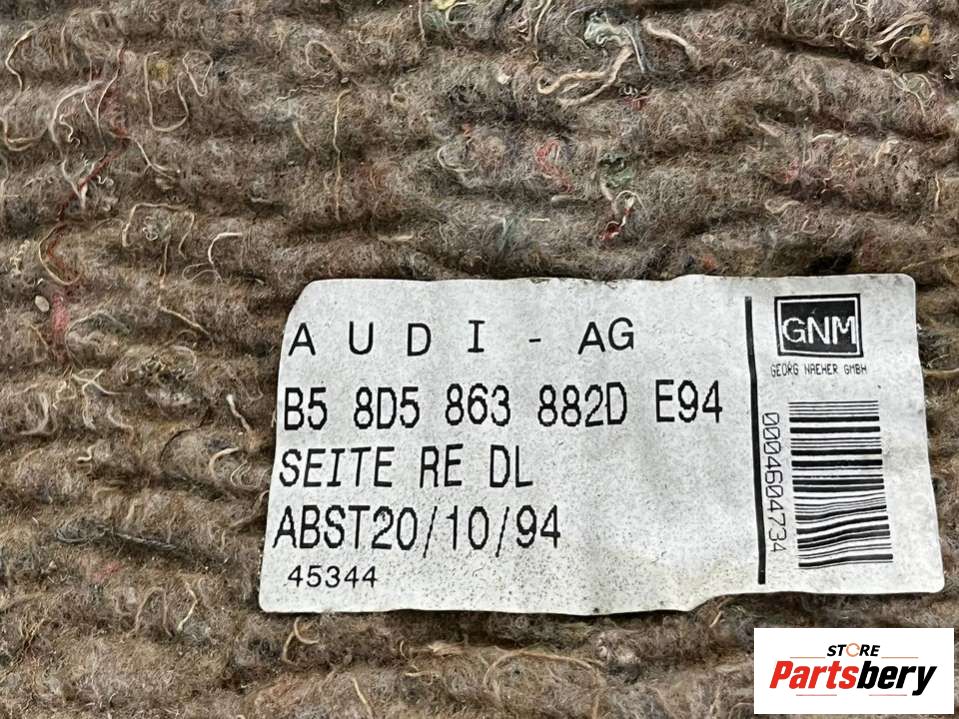 AUDI - AG
B5 8D5 863 882D E94
SEITE RE DL
ABST20/10/94
45344
GNM
GEORG NAEHER GMBH
0004604734
STORE
Partsbery